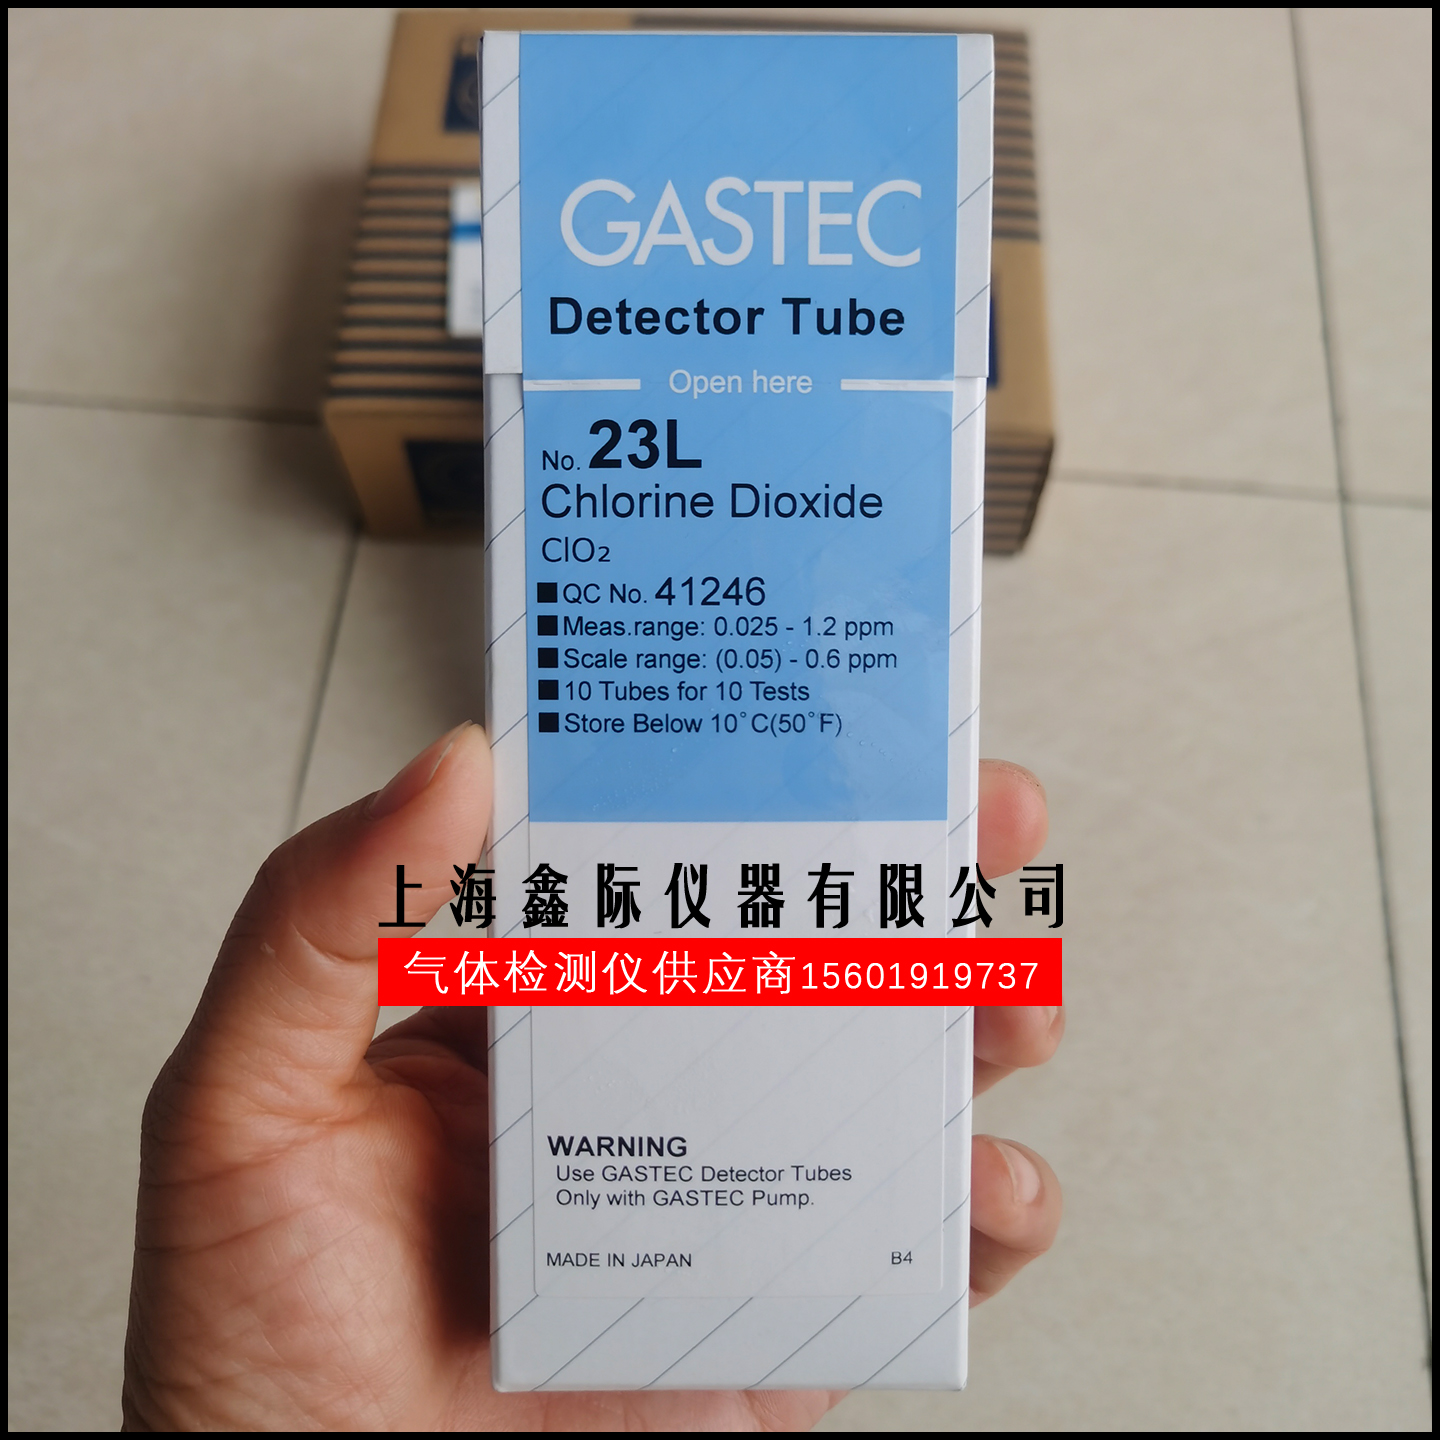 GASTEC
Detector Tube
Open here
No. 23L
Chlorine Dioxide
ClO₂
■QC No. 41246
■Meas.range: 0.025 - 1.2 ppm
■Scale range: (0.05) - 0.6 ppm
■10 Tubes for 10 Tests
■Store Below 10°C(50°F)
上海鑫际仪器有限公司
气体检测仪供应商15601919737
WARNING
Use GASTEC Detector Tubes
Only with GASTEC Pump.
MADE IN JAPAN B4